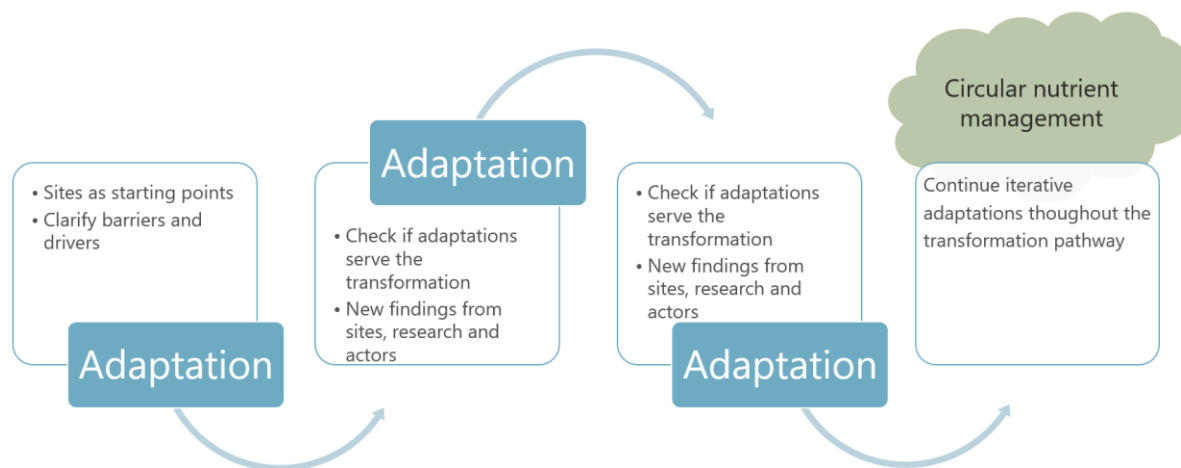 • Sites as starting points
• Clarify barriers and
drivers
Adaptation
Adaptation
• Check if adaptations
serve the
transformation
• New findings from
sites, research and
actors
• Check if adaptations
serve the
transformation
• New findings from
sites, research and
actors
Adaptation
Circular nutrient
management
Continue iterative
adaptations thoughout the
transformation pathway